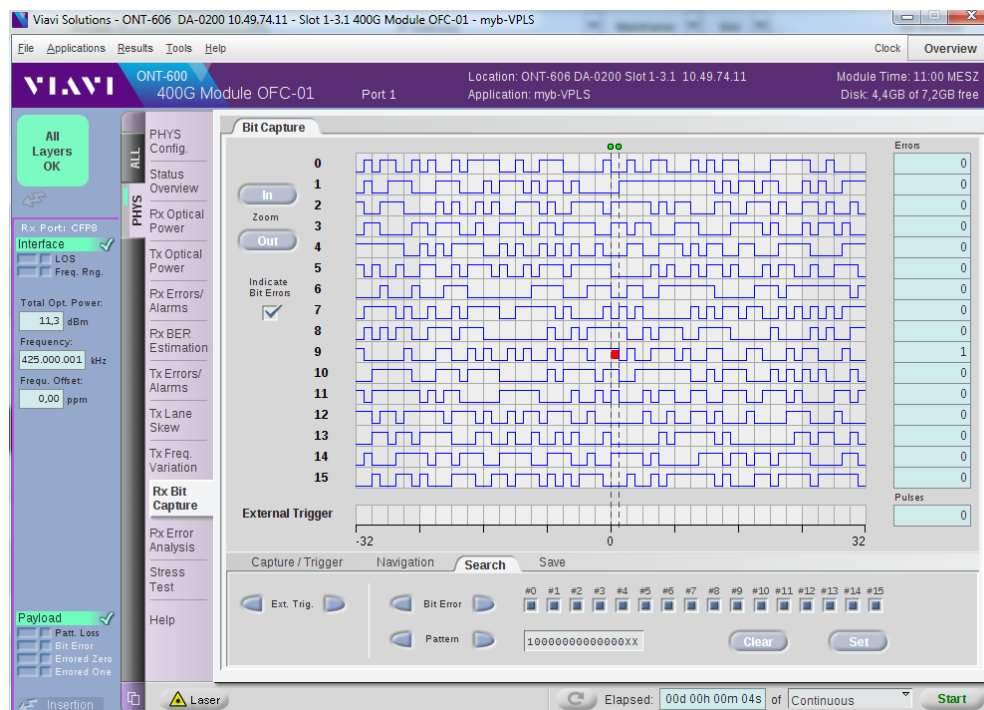 Viavi Solutions - ONT-606 DA-0200 10.49.74.11 - Slot 1-3.1 400G Module OFC-01 - myb-VPLS
File Applications Results Tools Help Clock Overview
VIAVI ONT-600 400G Module OFC-01 Port 1
Location: ONT-606 DA-0200 Slot 1-3.1 10.49.74.11
Application: myb-VPLS
Module Time: 11:00 MESZ
Disk: 4,4GB of 7,2GB free
All
Layers
OK
Rx Port: CFP8
Interface
LOS
Freq. Rng.
Total Opt. Power:
11,3 dBm
Frequency:
425.000.001 kHz
Frequ. Offset:
0,00 ppm
Payload
Patt. Loss
Bit Error
Errored Zero
Errored One
Insertion
ALL
PHYS
PHYS
Config.
Status
Overview
Rx Optical
Power
Tx Optical
Power
Rx Errors/
Alarms
Rx BER
Estimation
Tx Errors/
Alarms
Tx Lane
Skew
Tx Freq.
Variation
Rx Bit
Capture
Rx Error
Analysis
Stress
Test
Help
Bit Capture
In
Zoom
Out
Indicate
Bit Errors
Errors
0 0
1 0
2 0
3 0
4 0
5 0
6 0
7 0
8 0
9 1
10 0
11 0
12 0
13 0
14 0
15 0
Pulses
External Trigger 0
-32 0 32
Capture / Trigger Navigation Search Save
Ext. Trig. Bit Error
#0 #1 #2 #3 #4 #5 #6 #7 #8 #9 #10 #11 #12 #13 #14 #15
Pattern 10000000000000XX Clear Set
Laser Elapsed: 00d 00h 00m 04s of Continuous Start